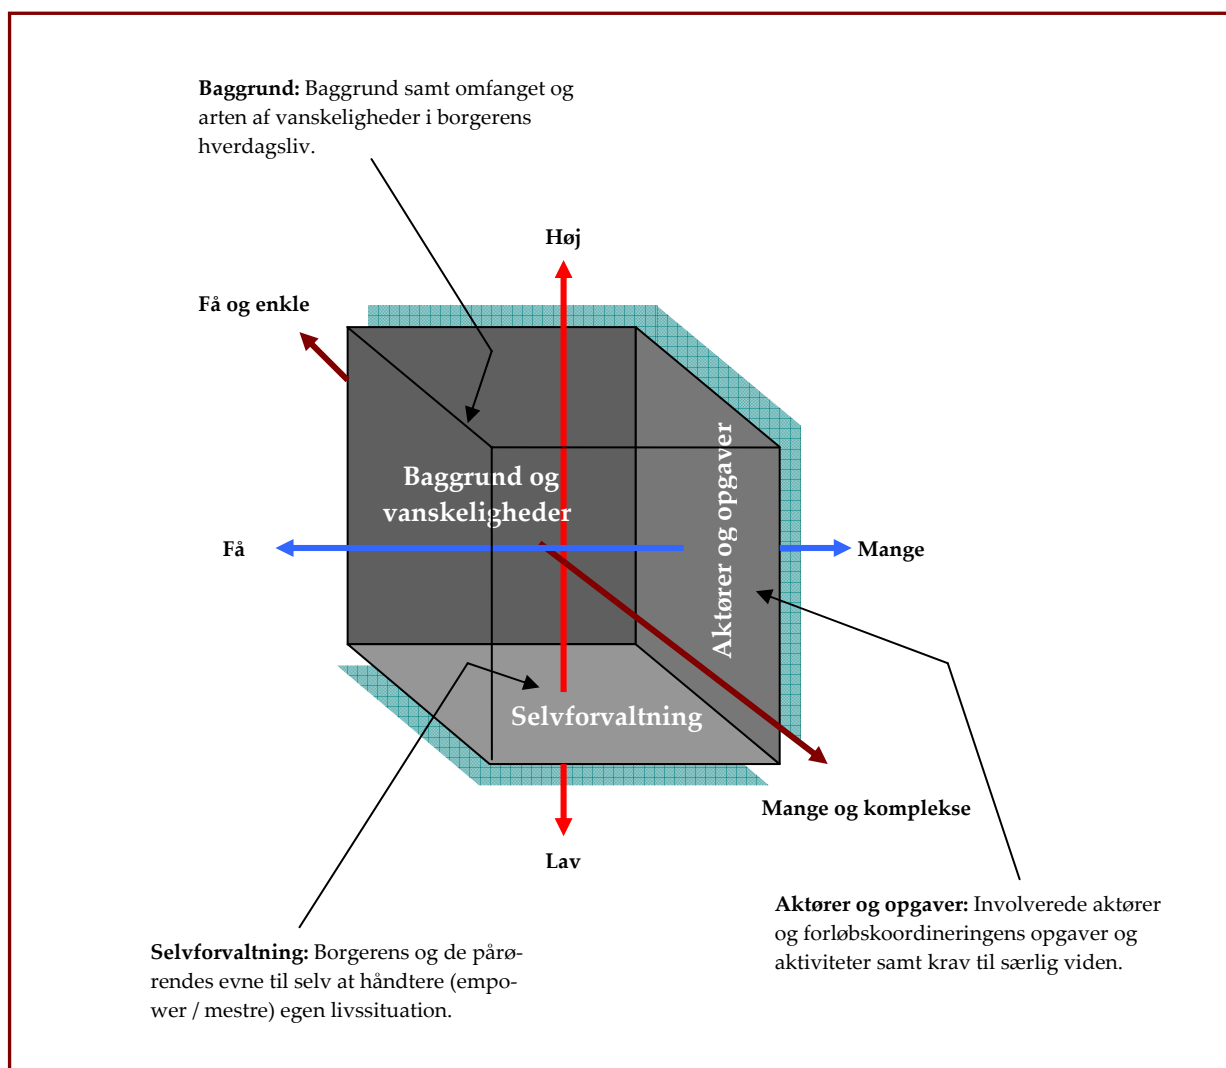 Baggrund: Baggrund samt omfanget og
arten af vanskeligheder i borgerens
hverdagsliv.
Høj
Få og enkle
Baggrund og
vanskeligheder
Aktører og opgaver
Få
Mange
Selvforvaltning
Mange og komplekse
Lav
Aktører og opgaver: Involverede aktører
og forløbskoordineringens opgaver og
aktiviteter samt krav til særlig viden.
Selvforvaltning: Borgerens og de pårø-
rendes evne til selv at håndtere (empo-
wer / mestre) egen livssituation.